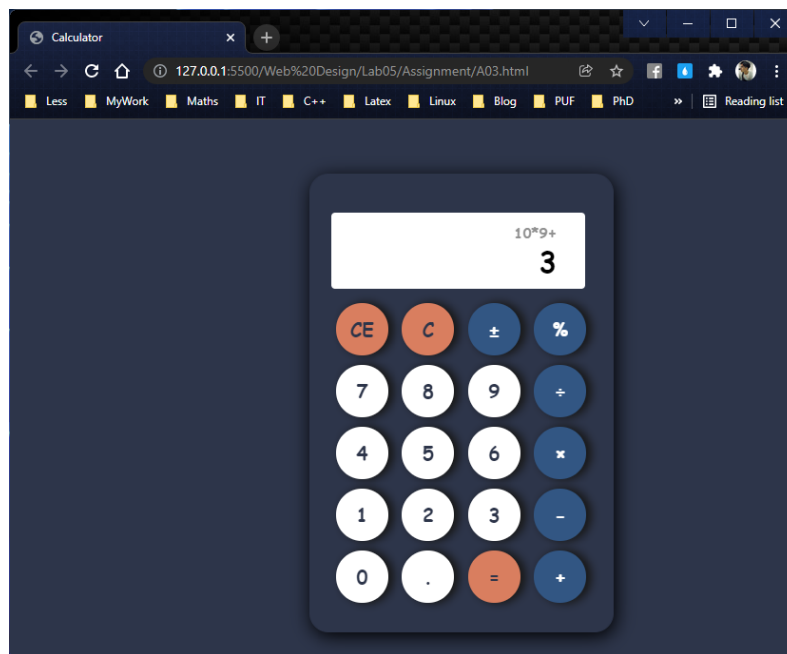 Calculator
127.0.0.1:5500/Web%20Design/Lab05/Assignment/A03.html
Less MyWork Maths IT C++ Latex Linux Blog PUF PhD » Reading list
10*9+
3
CE C ± %
7 8 9 ÷
4 5 6 ×
1 2 3 −
0 . = +